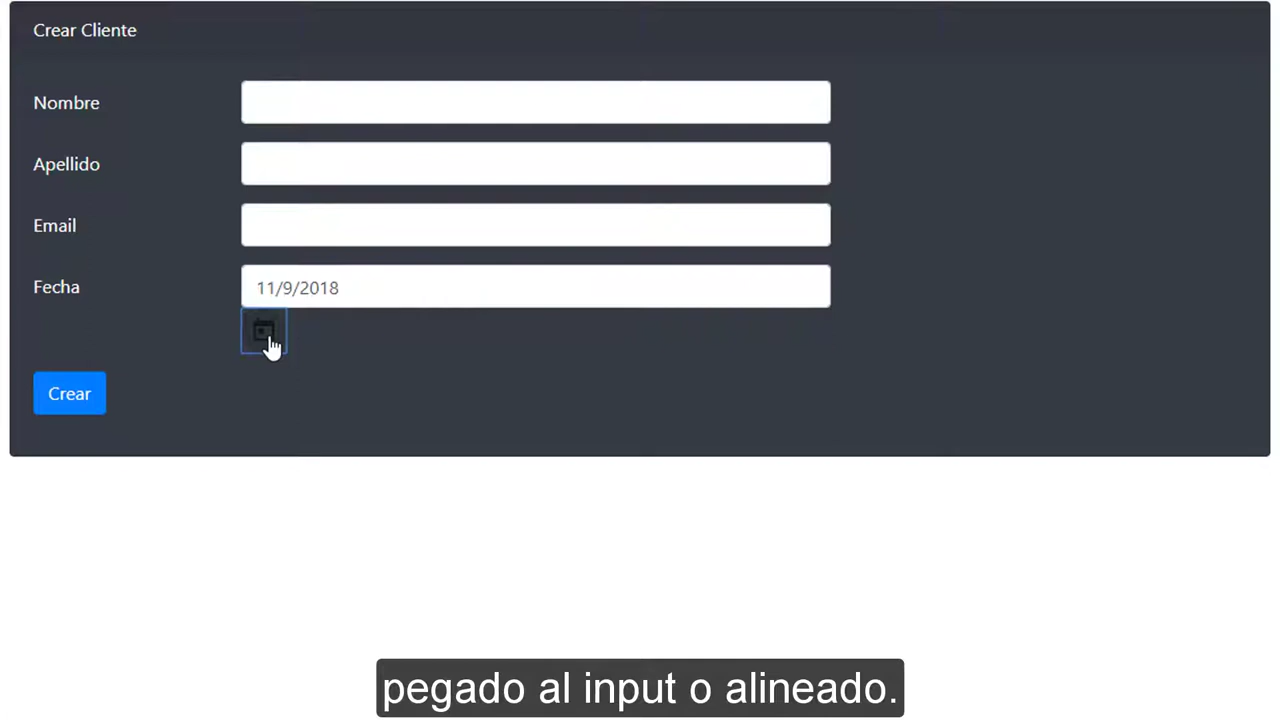 Crear Cliente
Nombre
Apellido
Email
Fecha 11/9/2018
Crear
pegado al input o alineado.